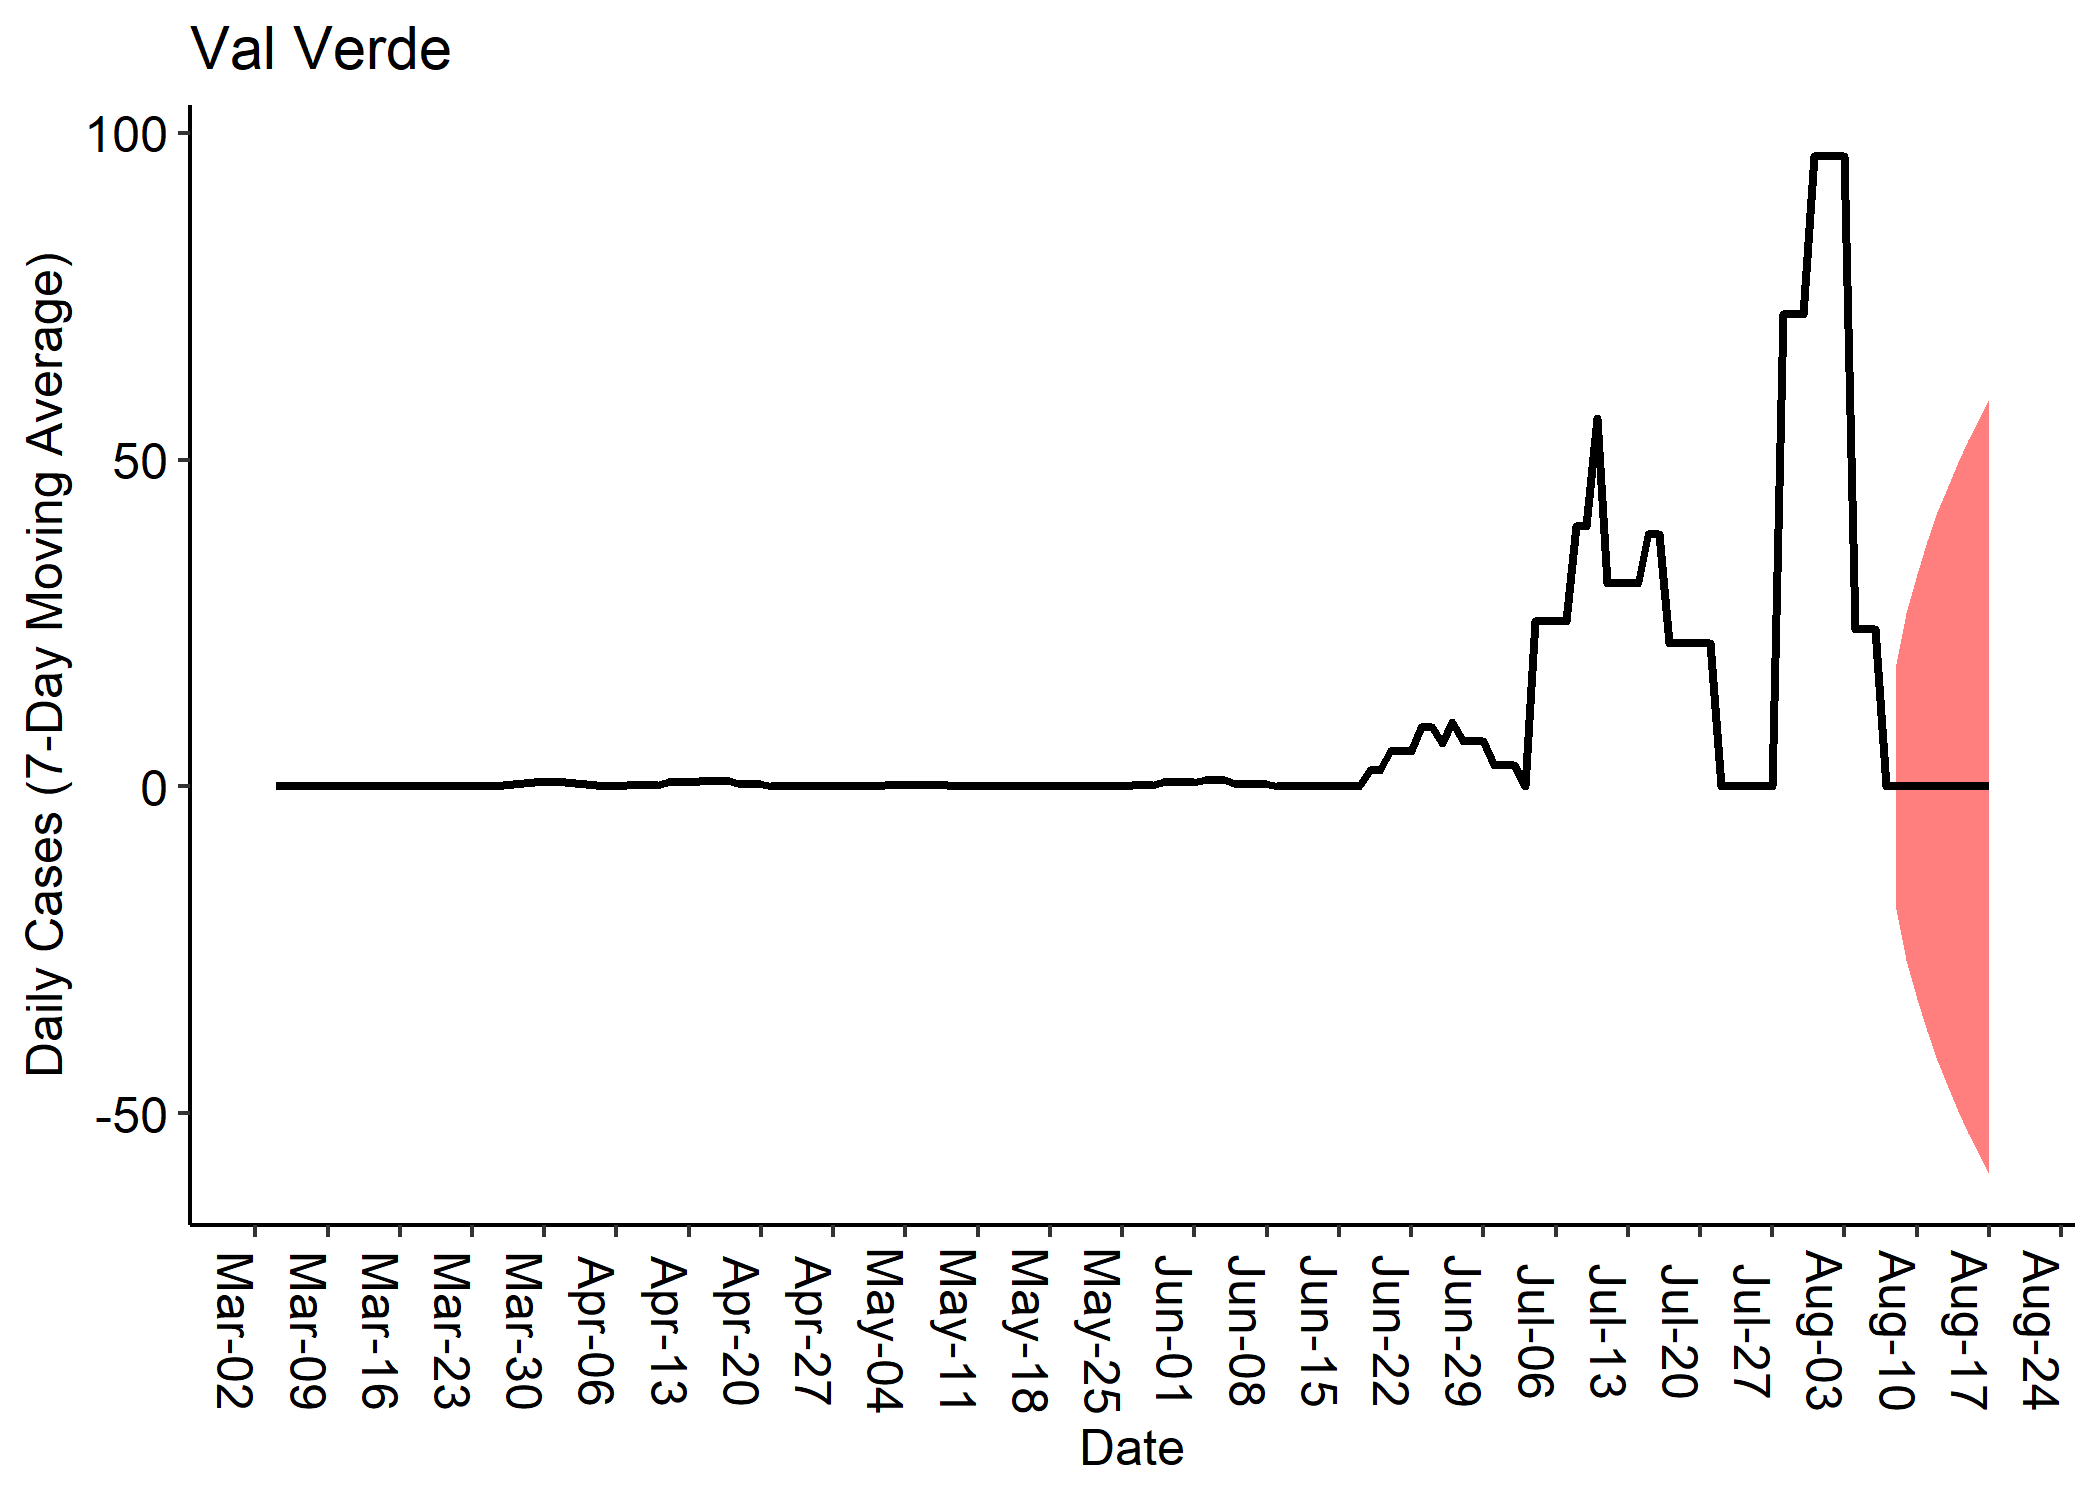 Val Verde
Daily Cases (7-Day Moving Average)
100
50
0
-50
Mar-02
Mar-09
Mar-16
Mar-23
Mar-30
Apr-06
Apr-13
Apr-20
Apr-27
May-04
May-11
May-18
May-25
Jun-01
Jun-08
Jun-15
Jun-22
Jun-29
Jul-06
Jul-13
Jul-20
Jul-27
Aug-03
Aug-10
Aug-17
Aug-24
Date